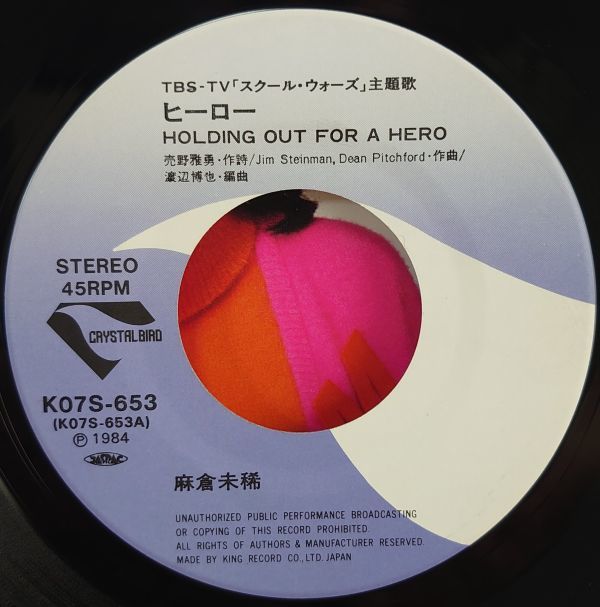 TBS-TV「スクール・ウォーズ」主題歌
ヒーロー
HOLDING OUT FOR A HERO
売野雅勇・作詩/Jim Steinman, Dean Pitchford・作曲/
濱辺博也・編曲
STEREO
45RPM
CRYSTALBIRD
K07S-653
(K07S-653A)
Ⓟ 1984
JASRAC
麻倉未稀
UNAUTHORIZED PUBLIC PERFORMANCE BROADCASTING
OR COPYING OF THIS RECORD PROHIBITED.
ALL RIGHTS OF AUTHORS & MANUFACTURER RESERVED.
MADE BY KING RECORD CO., LTD. JAPAN